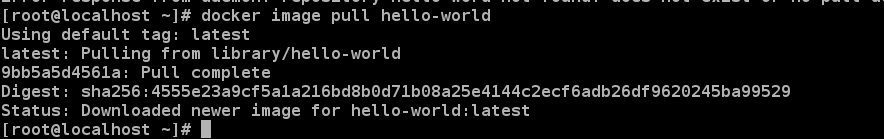 [root@localhost ~]# docker image pull hello-world
Using default tag: latest
latest: Pulling from library/hello-world
9bb5a5d4561a: Pull complete
Digest: sha256:4555e23a9cf5a1a216bd8b0d71b08a25e4144c2ecf6adb26df9620245ba99529
Status: Downloaded newer image for hello-world:latest
[root@localhost ~]#